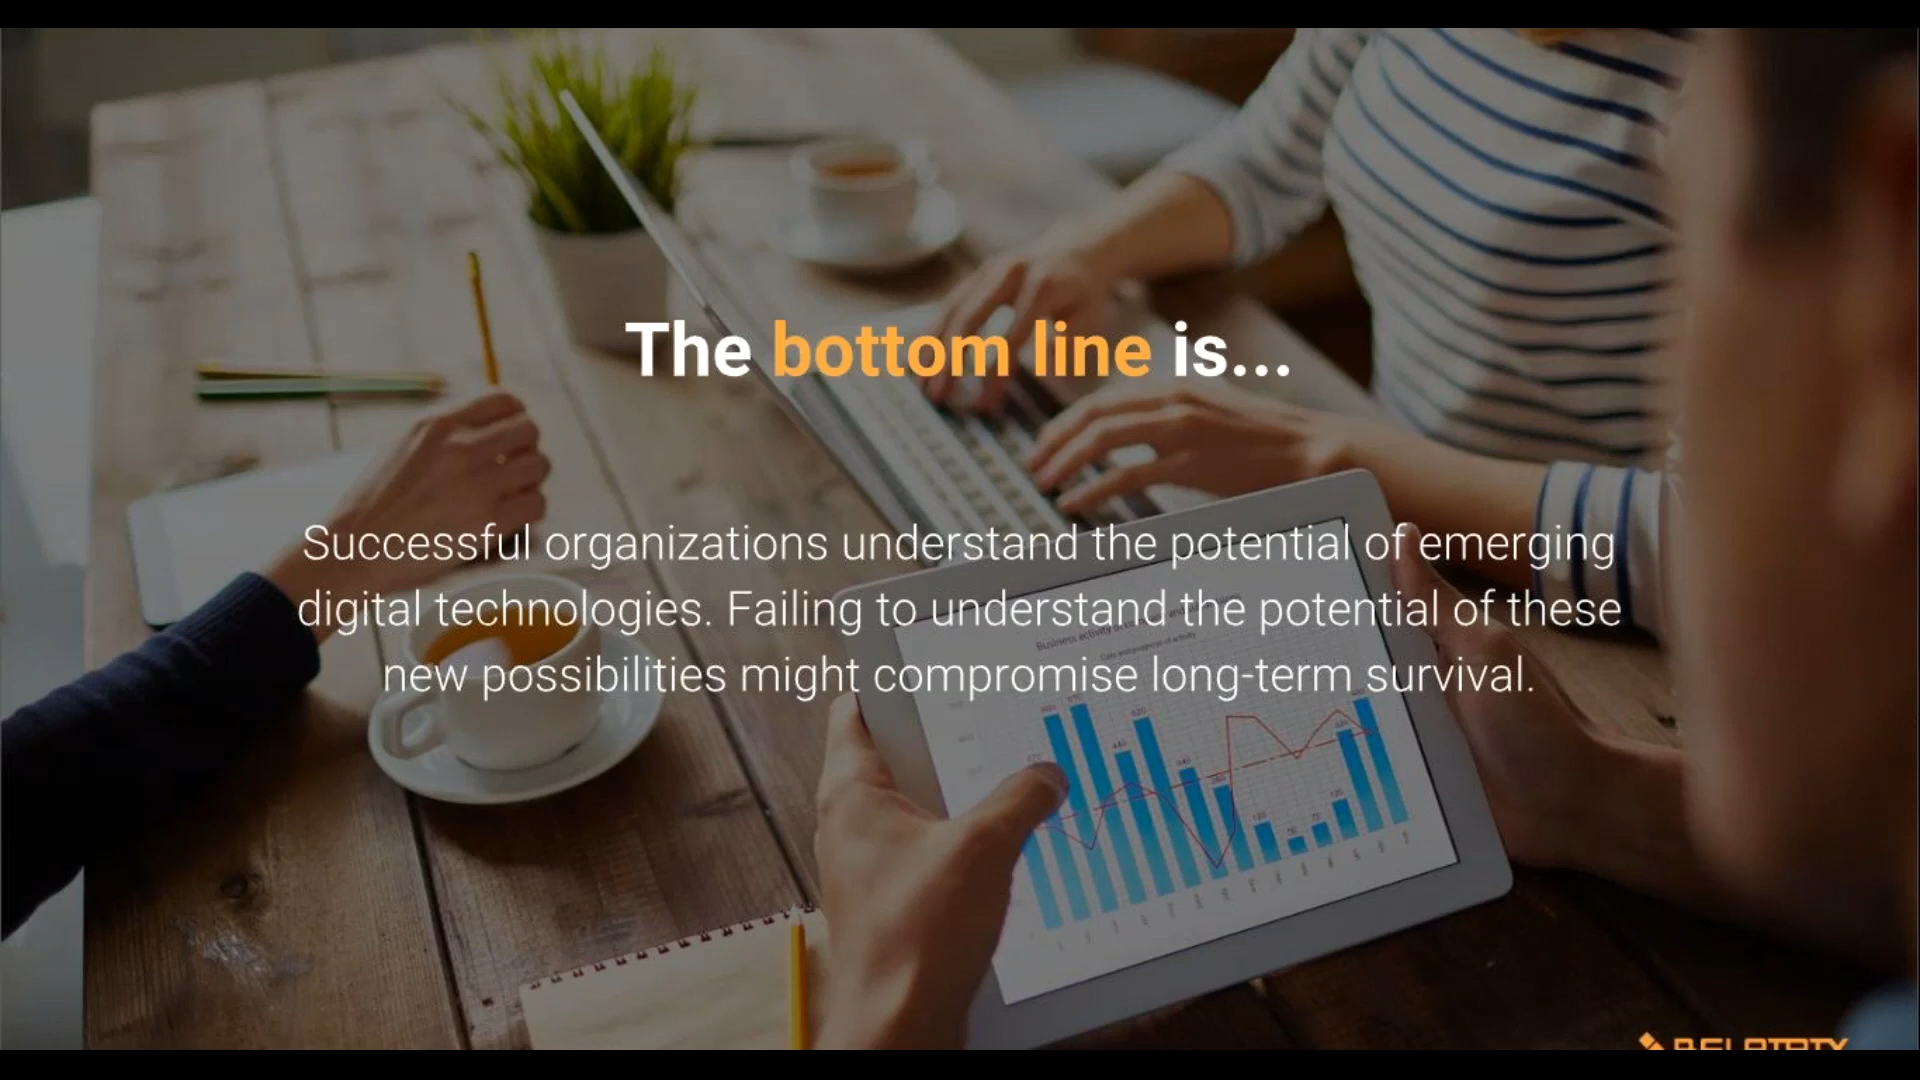 The bottom line is...
Successful organizations understand the potential of emerging
digital technologies. Failing to understand the potential of these
new possibilities might compromise long-term survival.